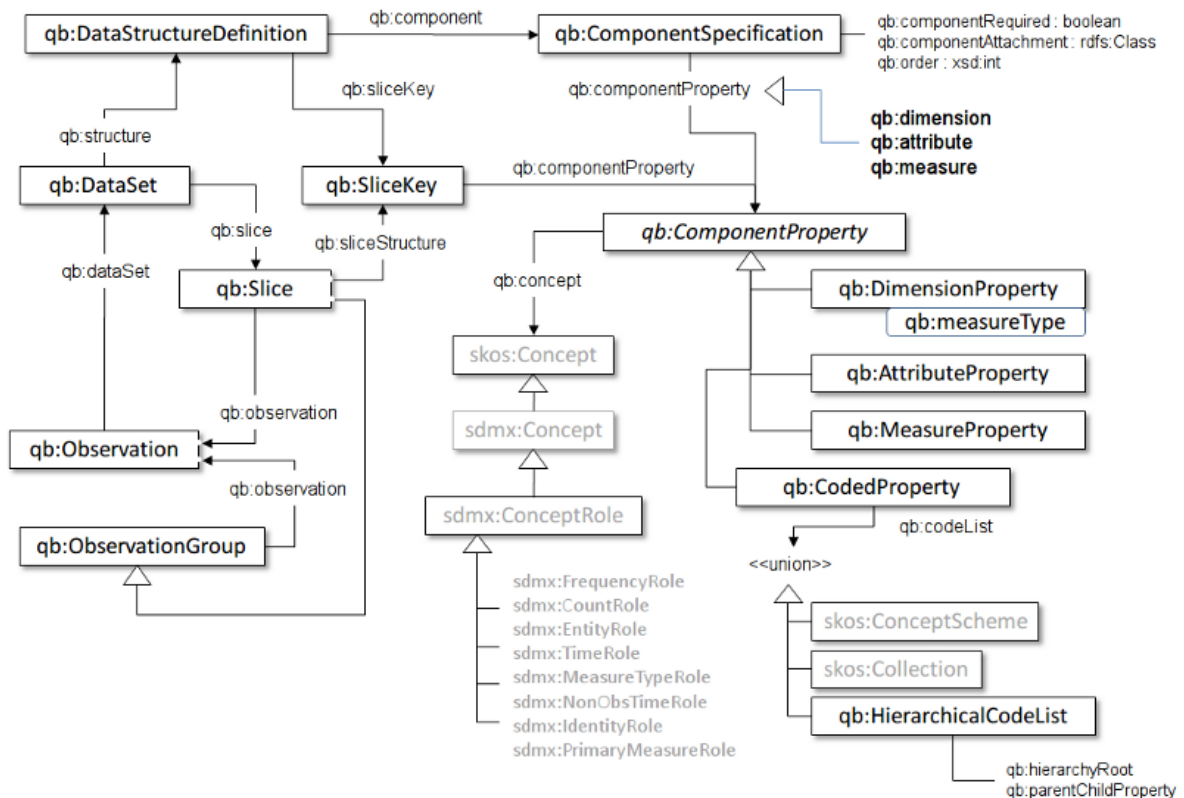 qb:component
qb:componentRequired : boolean
qb:DataStructureDefinition
qb:ComponentSpecification
qb:componentAttachment : rdfs:Class
qb:order : xsd:int
qb:sliceKey
qb:componentProperty
qb:dimension
qb:structure
qb:attribute
qb:measure
qb:DataSet
qb:SliceKey
qb:componentProperty
qb:slice
qb:sliceStructure
qb:ComponentProperty
qb:dataSet
qb:concept
qb:Slice
qb:DimensionProperty
qb:measureType
skos:Concept
qb:AttributeProperty
qb:observation
sdmx:Concept
qb:MeasureProperty
qb:Observation
qb:observation
qb:CodedProperty
sdmx:ConceptRole
qb:codeList
qb:ObservationGroup
<<union>>
sdmx:FrequencyRole
sdmx:CountRole
sdmx:EntityRole
sdmx:TimeRole
sdmx:MeasureTypeRole
sdmx:NonObsTimeRole
sdmx:IdentityRole
sdmx:PrimaryMeasureRole
skos:ConceptScheme
skos:Collection
qb:HierarchicalCodeList
qb:hierarchyRoot
qb:parentChildProperty